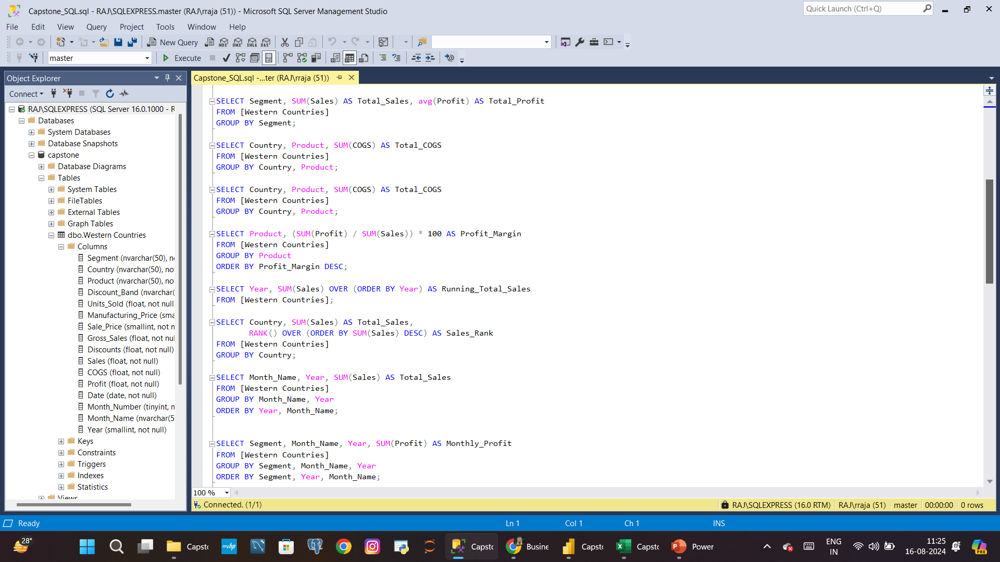 Capstone_SQL.sql - RAJ\SQLEXPRESS.master (RAJ\rraja (51)) - Microsoft SQL Server Management Studio
Quick Launch (Ctrl+Q)
File Edit View Query Project Tools Window Help
New Query MDX DMX XMLA DAX
master Execute
Object Explorer
Connect
RAJ\SQLEXPRESS (SQL Server 16.0.1000 - R
Databases
System Databases
Database Snapshots
capstone
Database Diagrams
Tables
System Tables
FileTables
External Tables
Graph Tables
dbo.Western Countries
Columns
Segment (nvarchar(50), n
Country (nvarchar(50), no
Product (nvarchar(50), no
Discount_Band (nvarchar(
Units_Sold (float, not null
Manufacturing_Price (sma
Sale_Price (smallint, not n
Gross_Sales (float, not nul
Discounts (float, not null)
Sales (float, not null)
COGS (float, not null)
Profit (float, not null)
Date (date, not null)
Month_Number (tinyint, n
Month_Name (nvarchar(5
Year (smallint, not null)
Keys
Constraints
Triggers
Indexes
Statistics
Views
Capstone_SQL.sql -...ter (RAJ\rraja (51))
SELECT Segment, SUM(Sales) AS Total_Sales, avg(Profit) AS Total_Profit
FROM [Western Countries]
GROUP BY Segment;
SELECT Country, Product, SUM(COGS) AS Total_COGS
FROM [Western Countries]
GROUP BY Country, Product;
SELECT Country, Product, SUM(COGS) AS Total_COGS
FROM [Western Countries]
GROUP BY Country, Product;
SELECT Product, (SUM(Profit) / SUM(Sales)) * 100 AS Profit_Margin
FROM [Western Countries]
GROUP BY Product
ORDER BY Profit_Margin DESC;
SELECT Year, SUM(Sales) OVER (ORDER BY Year) AS Running_Total_Sales
FROM [Western Countries];
SELECT Country, SUM(Sales) AS Total_Sales,
RANK() OVER (ORDER BY SUM(Sales) DESC) AS Sales_Rank
FROM [Western Countries]
GROUP BY Country;
SELECT Month_Name, Year, SUM(Sales) AS Total_Sales
FROM [Western Countries]
GROUP BY Month_Name, Year
ORDER BY Year, Month_Name;
SELECT Segment, Month_Name, Year, SUM(Profit) AS Monthly_Profit
FROM [Western Countries]
GROUP BY Segment, Month_Name, Year
ORDER BY Segment, Year, Month_Name;
100 %
Connected. (1/1) RAJ\SQLEXPRESS (16.0 RTM) RAJ\rraja (51) master 00:00:00 0 rows
Ready Ln 1 Col 1 Ch 1 INS
28° Capsto myhp Capsto Busine Capsto Capsto Power ENG 11:25
IN 16-08-2024 PRE